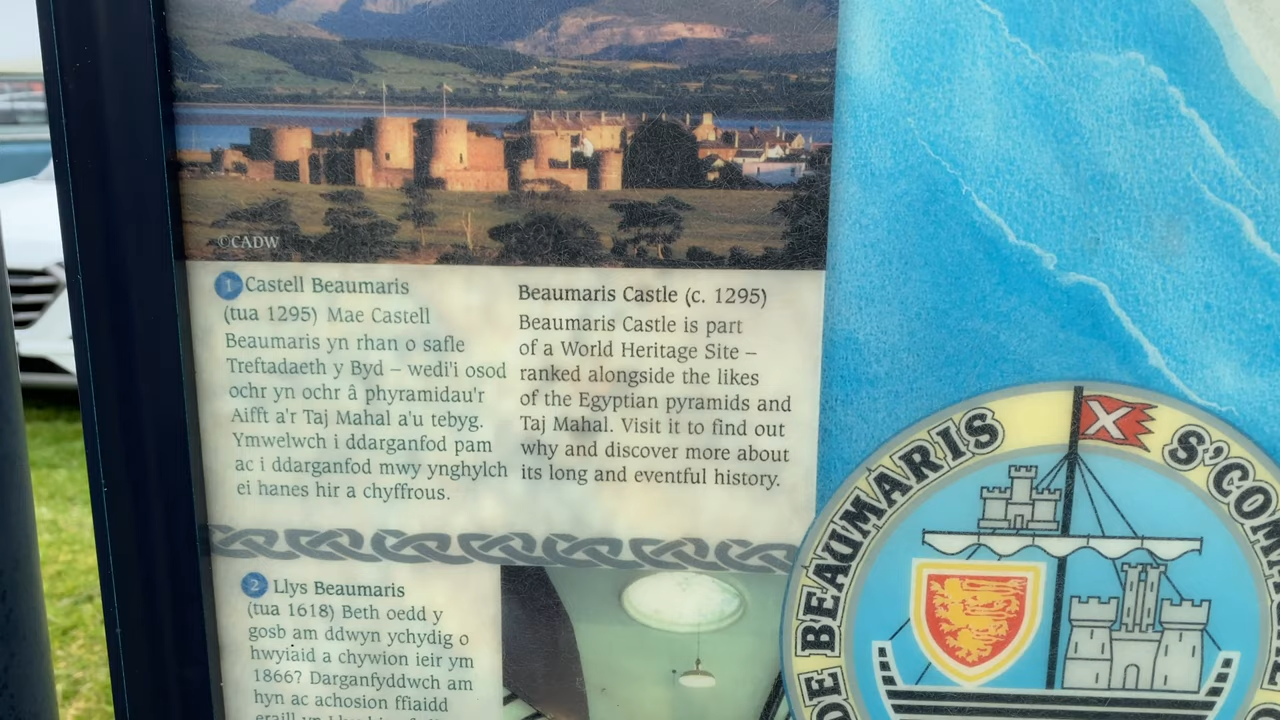 ©CADW
1 Castell Beaumaris
(tua 1295) Mae Castell
Beaumaris yn rhan o safle
Treftadaeth y Byd – wedi'i osod
ochr yn ochr â phyramidau'r
Aifft a'r Taj Mahal a'u tebyg.
Ymwelwch i ddarganfod pam
ac i ddarganfod mwy ynghylch
ei hanes hir a chyffrous.
Beaumaris Castle (c. 1295)
Beaumaris Castle is part
of a World Heritage Site –
ranked alongside the likes
of the Egyptian pyramids and
Taj Mahal. Visit it to find out
why and discover more about
its long and eventful history.
2 Llys Beaumaris
(tua 1618) Beth oedd y
gosb am ddwyn ychydig o
hwyiaid a chywion ieir ym
1866? Darganfyddwch am
hyn ac achosion ffiaidd
DE BEAUMARIS
S'COM